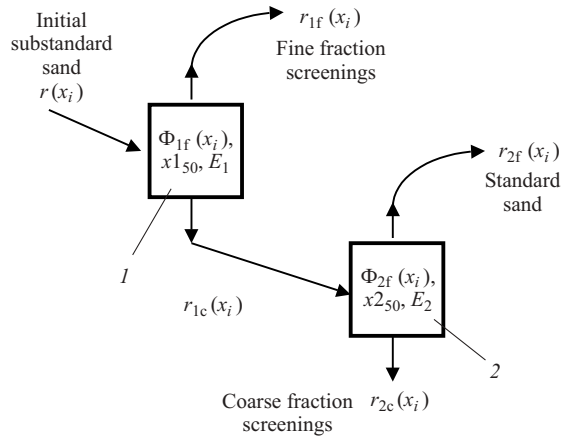 Initial
substandard
sand
r(xᵢ)
r₁f(xᵢ)
Fine fraction
screenings
Φ₁f(xᵢ),
x1₅₀, E₁
1
r₁c(xᵢ)
r₂f(xᵢ)
Standard
sand
Φ₂f(xᵢ),
x2₅₀, E₂
2
Coarse fraction r₂c(xᵢ)
screenings